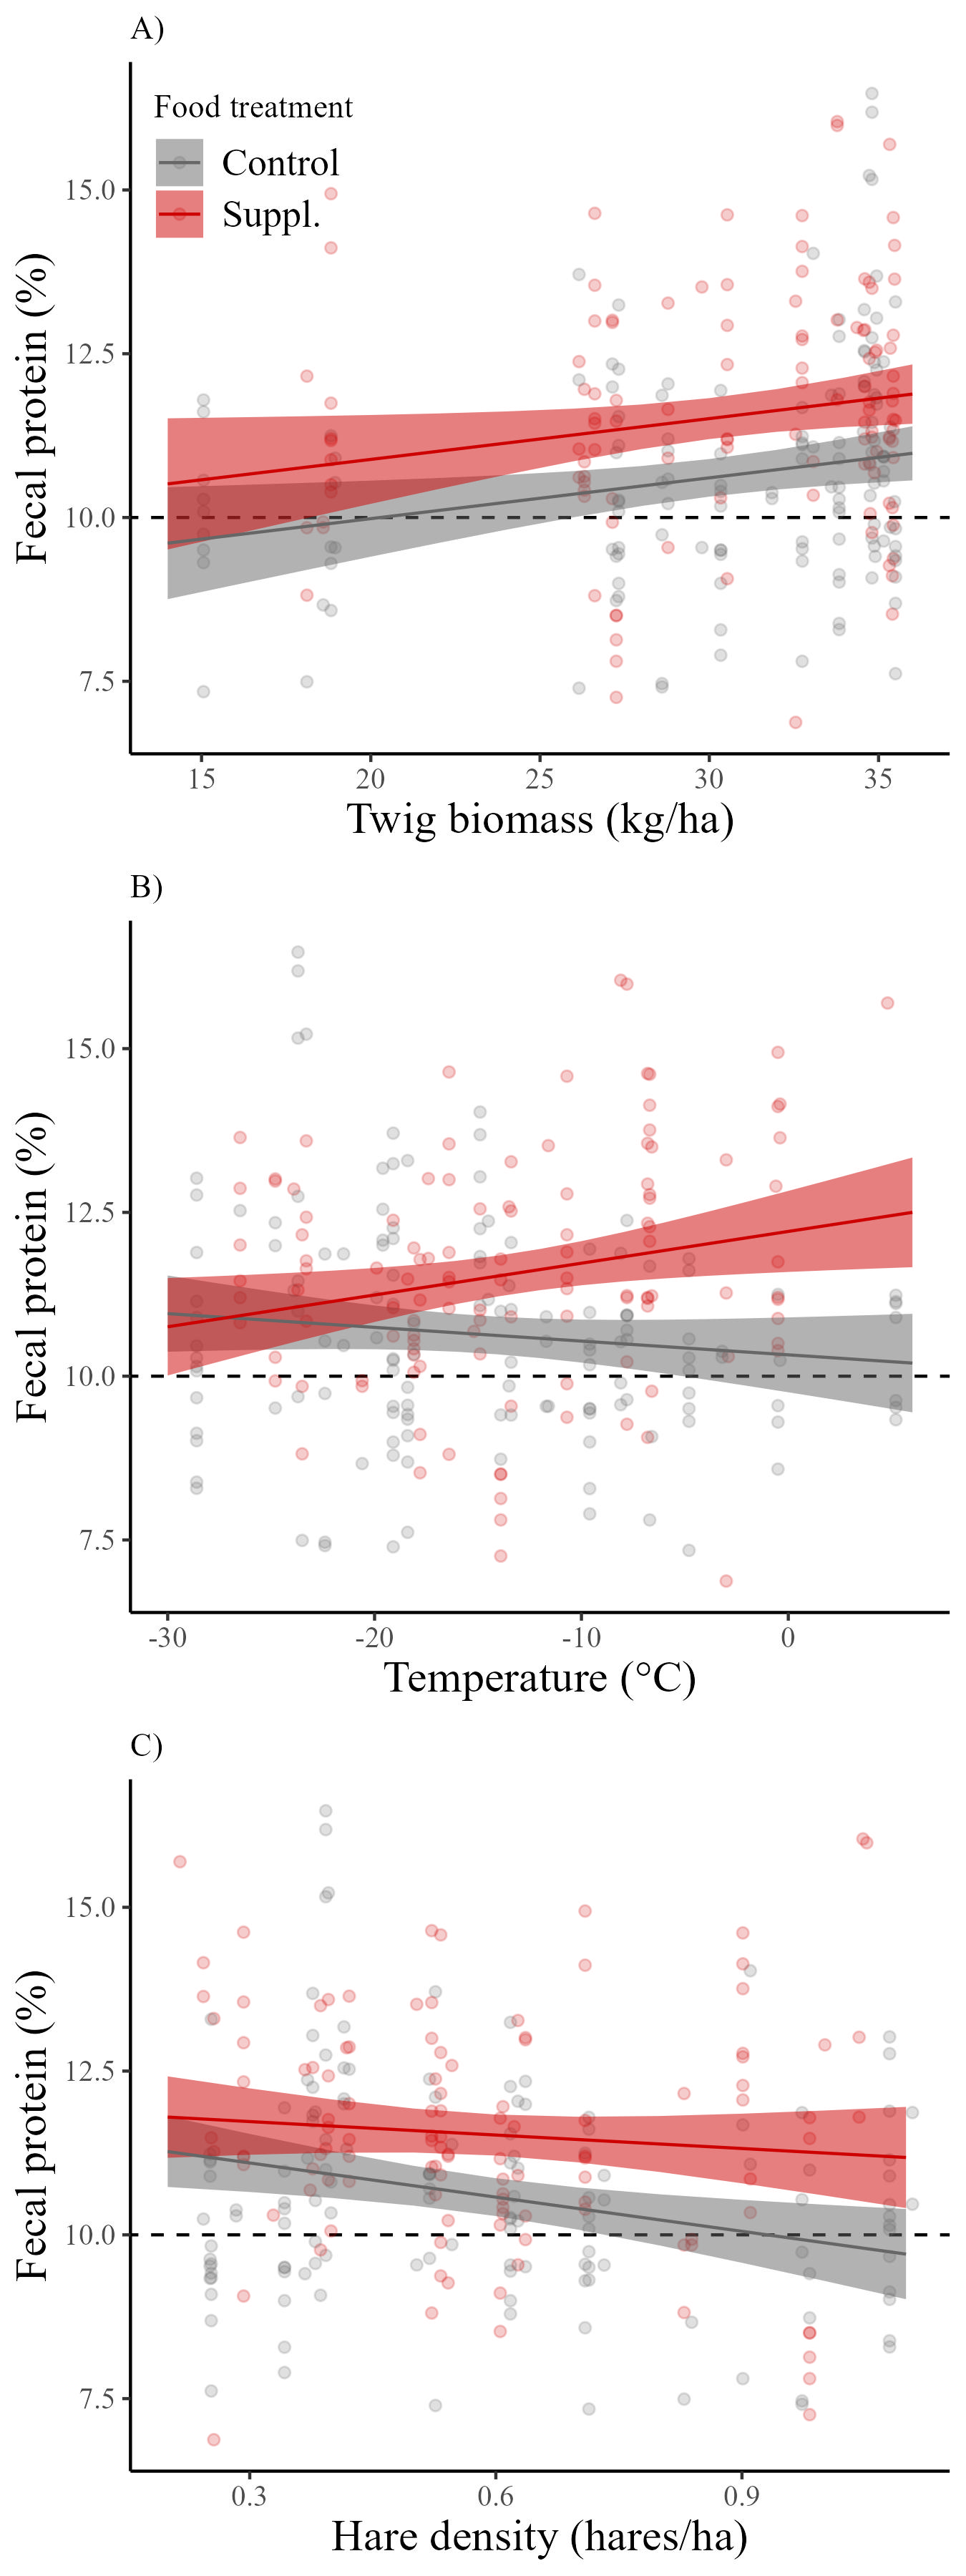 A)
Food treatment
Control
Suppl.
Fecal protein (%)
15.0
12.5
10.0
7.5
15 20 25 30 35
Twig biomass (kg/ha)
B)
Fecal protein (%)
15.0
12.5
10.0
7.5
-30 -20 -10 0
Temperature (°C)
C)
Fecal protein (%)
15.0
12.5
10.0
7.5
0.3 0.6 0.9
Hare density (hares/ha)